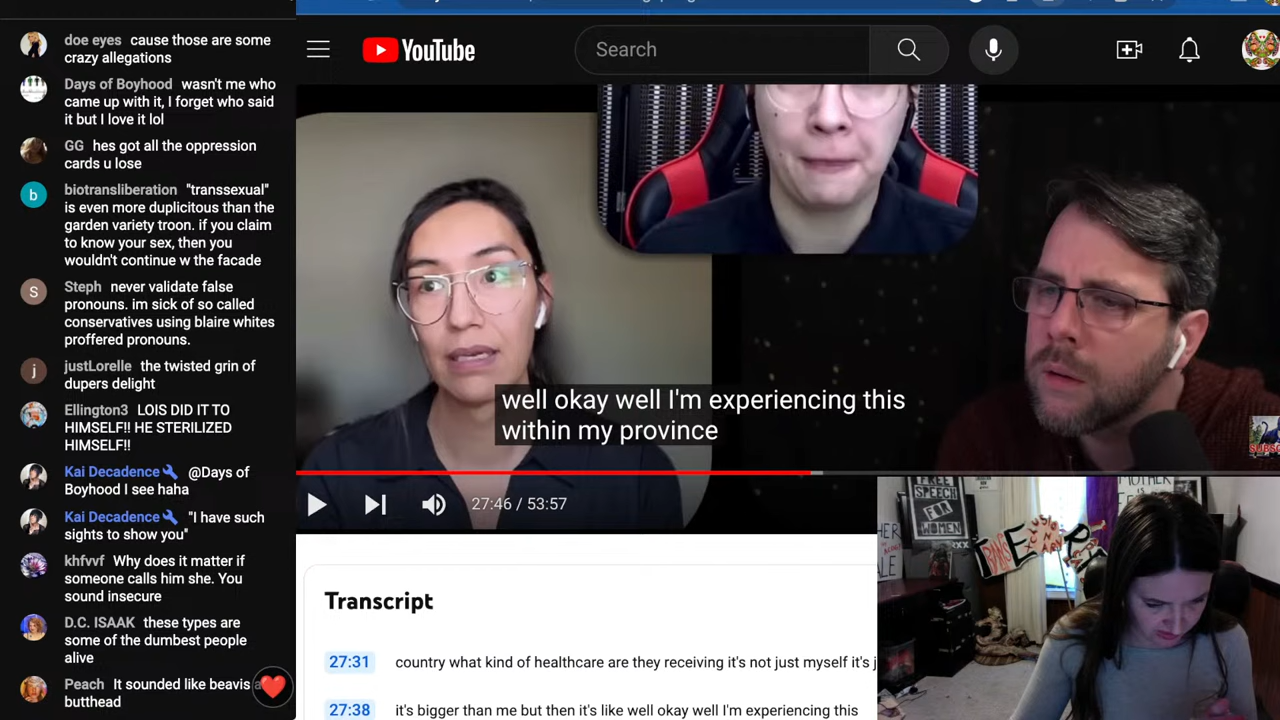 doe eyes cause those are some
crazy allegations
Days of Boyhood wasn't me who
came up with it, I forget who said
it but I love it lol
GG hes got all the oppression
cards u lose
b
biotransliberation "transsexual"
is even more duplicitous than the
garden variety troon. if you claim
to know your sex, then you
wouldn't continue w the facade
S
Steph never validate false
pronouns. im sick of so called
conservatives using blaire whites
proffered pronouns.
j
justLorelle the twisted grin of
dupers delight
Ellington3 LOIS DID IT TO
HIMSELF!! HE STERILIZED
HIMSELF!!
Kai Decadence @Days of
Boyhood I see haha
Kai Decadence "I have such
sights to show you"
khfvvf Why does it matter if
someone calls him she. You
sound insecure
D.C. ISAAK these types are
some of the dumbest people
alive
Peach It sounded like beavis a
butthead
YouTube
Search
well okay well I'm experiencing this
within my province
27:46 / 53:57
Transcript
27:31 country what kind of healthcare are they receiving it's not just myself it's j
27:38 it's bigger than me but then it's like well okay well I'm experiencing this
FREE
SPEECH
FOR
WOMEN